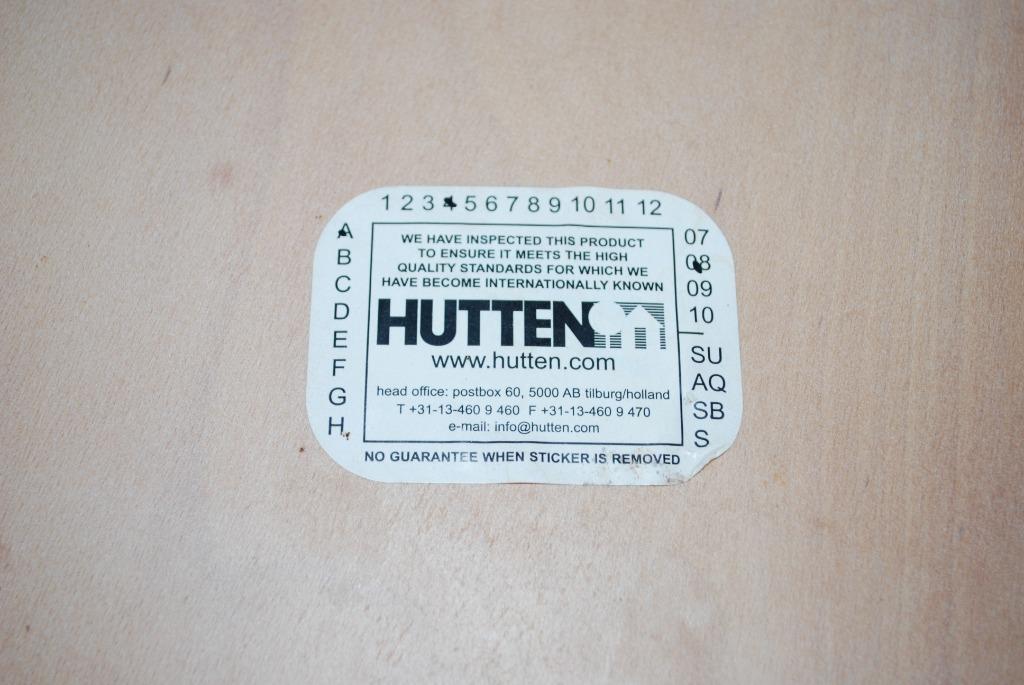 1 2 3 4 5 6 7 8 9 10 11 12
A
B
C
D
E
F
G
H
WE HAVE INSPECTED THIS PRODUCT
TO ENSURE IT MEETS THE HIGH
QUALITY STANDARDS FOR WHICH WE
HAVE BECOME INTERNATIONALLY KNOWN
HUTTEN
www.hutten.com
head office: postbox 60, 5000 AB tilburg/holland
T +31-13-460 9 460 F +31-13-460 9 470
e-mail: info@hutten.com
07
08
09
10
SU
AQ
SB
S
NO GUARANTEE WHEN STICKER IS REMOVED